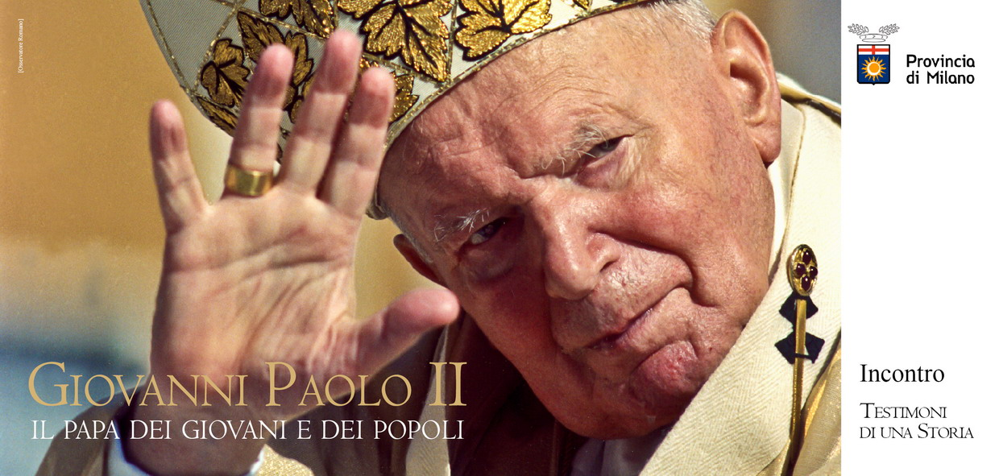 [Osservatore Romano]
Provincia
di Milano
GIOVANNI PAOLO II
IL PAPA DEI GIOVANI E DEI POPOLI
Incontro
TESTIMONI
DI UNA STORIA